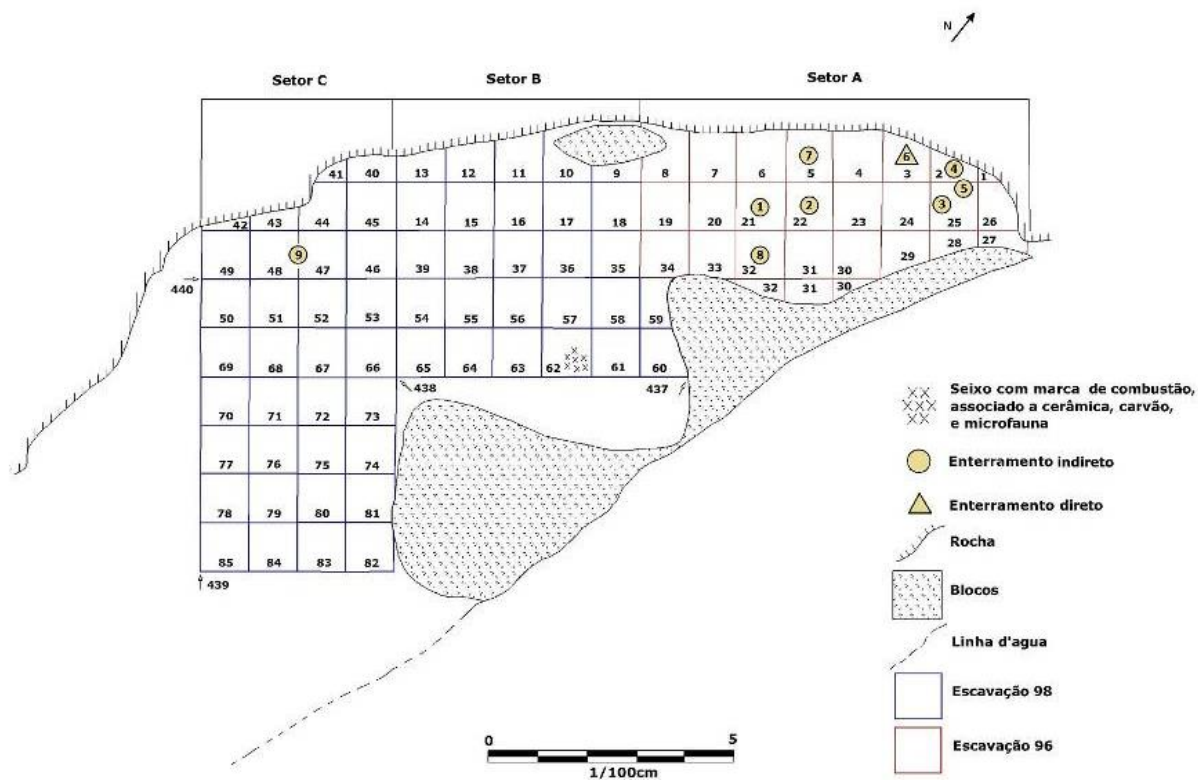 N
Setor C Setor B Setor A
7 6 4
41 40 13 12 11 10 9 8 7 6 5 4 3 2 1
5
1 2 3
42 43 44 45 14 15 16 17 18 19 20 21 22 23 24 25 26
28 27
9 8 29
49 48 47 46 39 38 37 36 35 34 33 32 31 30
440 32 31 30
50 51 52 53 54 55 56 57 58 59
69 68 67 66 65 64 63 62 61 60
438 437
70 71 72 73
77 76 75 74
78 79 80 81
85 84 83 82
439
Seixo com marca de combustão,
associado a cerâmica, carvão,
e microfauna
Enterramento indireto
Enterramento direto
Rocha
Blocos
Linha d'agua
Escavação 98
Escavação 96
0 5
1/100cm